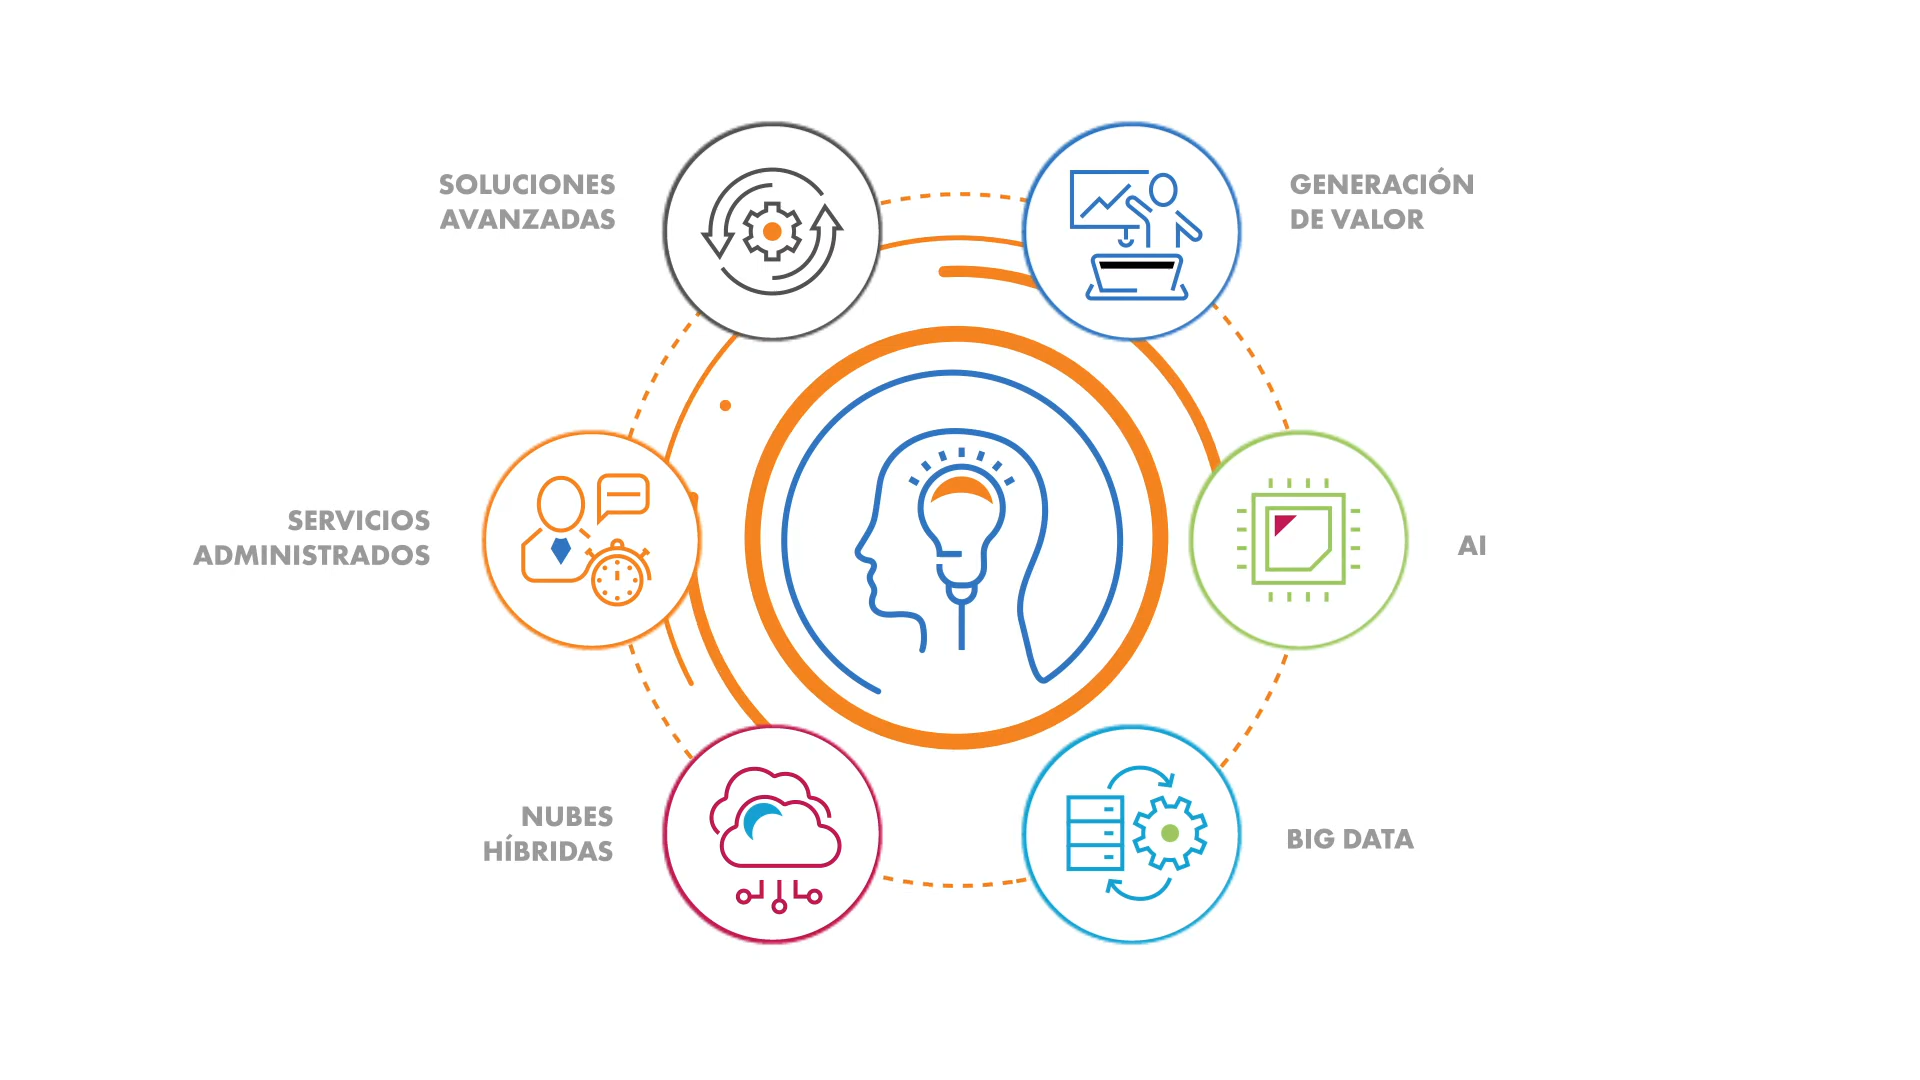 SOLUCIONES
AVANZADAS
GENERACIÓN
DE VALOR
SERVICIOS
ADMINISTRADOS
AI
NUBES
HÍBRIDAS
BIG DATA